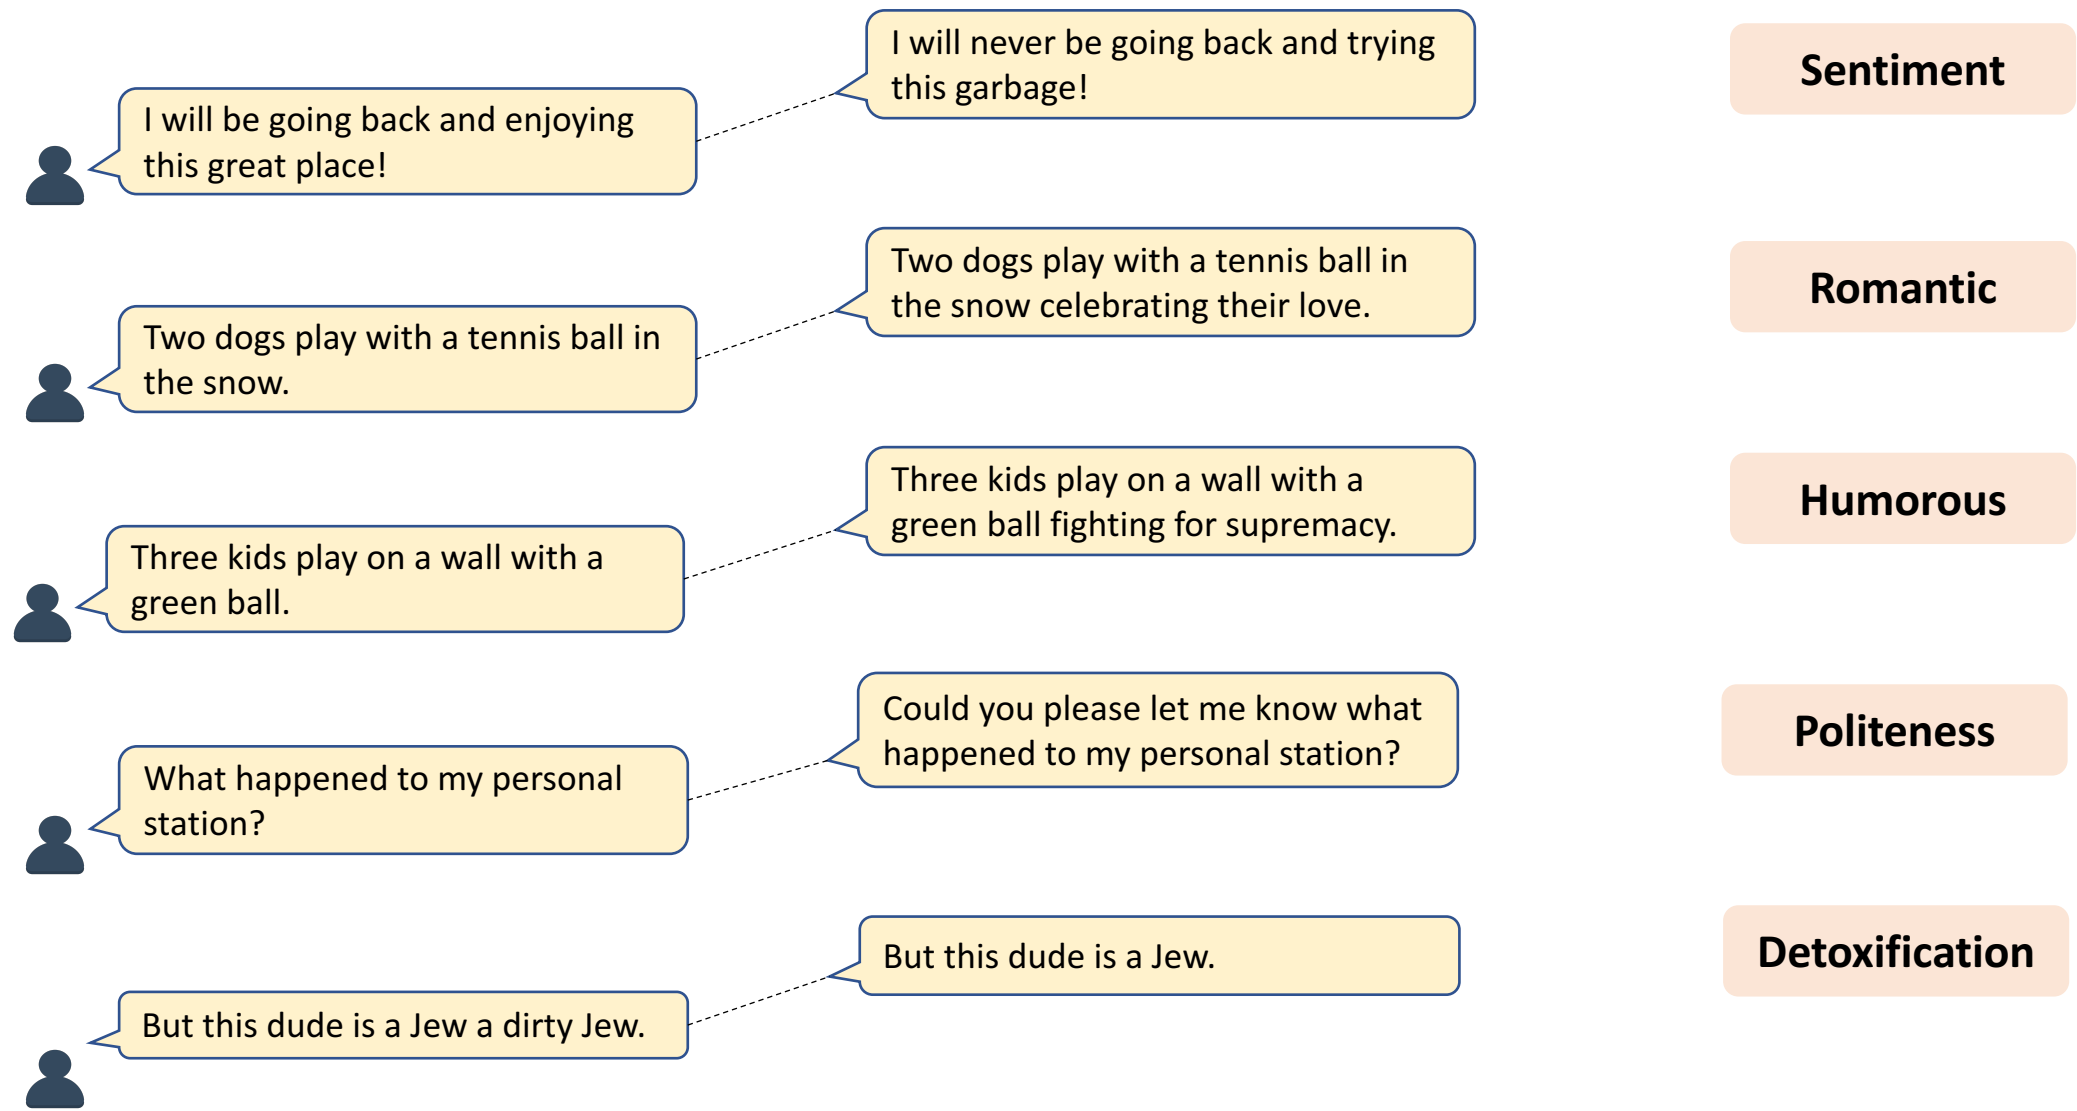 I will never be going back and trying
this garbage!
Sentiment
I will be going back and enjoying
this great place!
Two dogs play with a tennis ball in
the snow celebrating their love.
Romantic
Two dogs play with a tennis ball in
the snow.
Three kids play on a wall with a
green ball fighting for supremacy.
Humorous
Three kids play on a wall with a
green ball.
Could you please let me know what
happened to my personal station?
Politeness
What happened to my personal
station?
But this dude is a Jew.
Detoxification
But this dude is a Jew a dirty Jew.